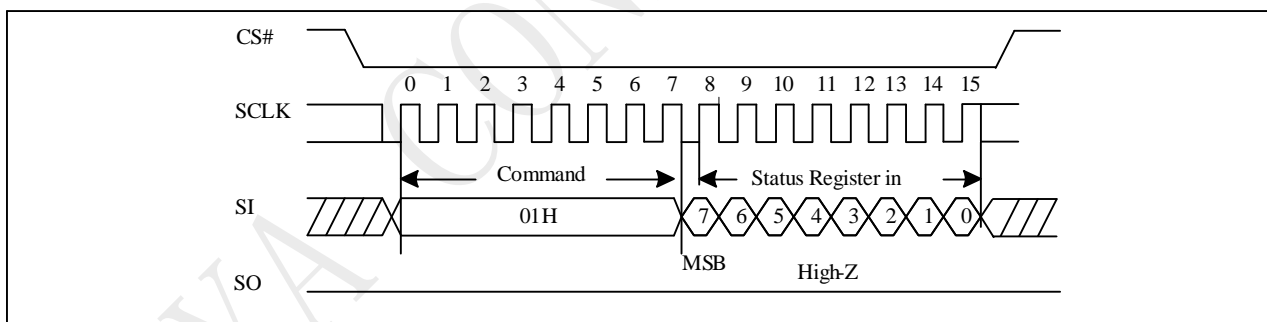 CS#
0 1 2 3 4 5 6 7 8 9 10 11 12 13 14 15
SCLK
Command Status Register in
SI 01H 7 6 5 4 3 2 1 0
MSB High-Z
SO